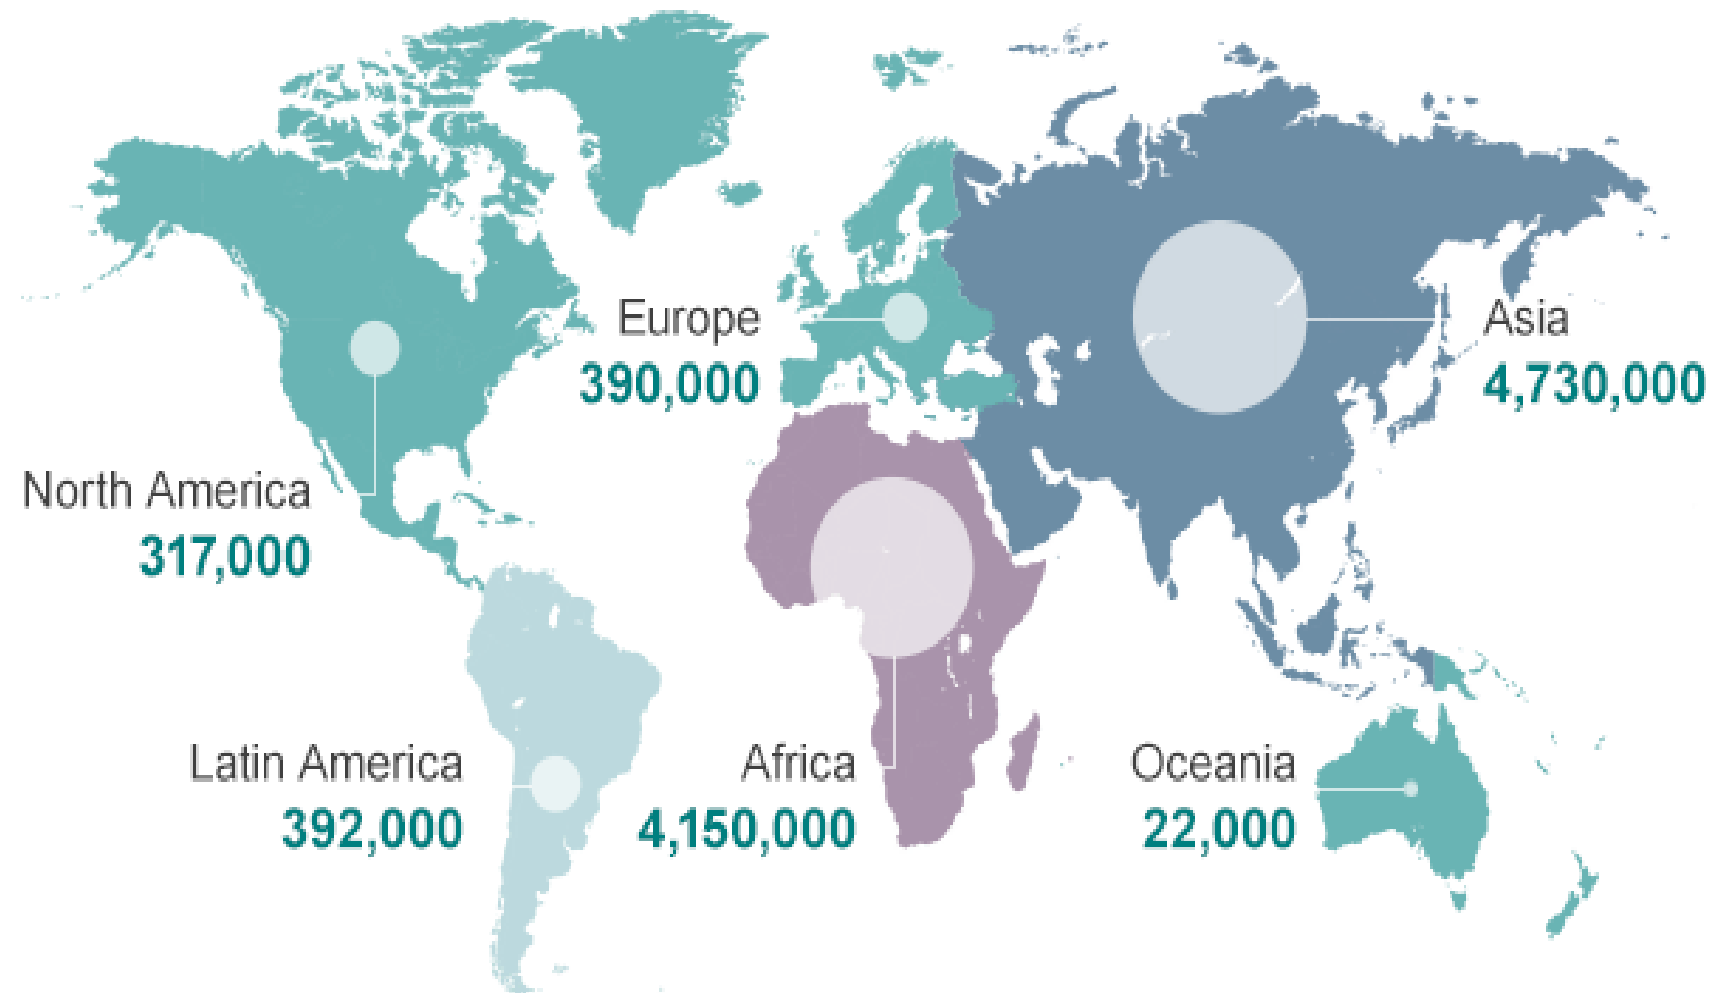 Europe
390,000
Asia
4,730,000
North America
317,000
Latin America
392,000
Africa
4,150,000
Oceania
22,000